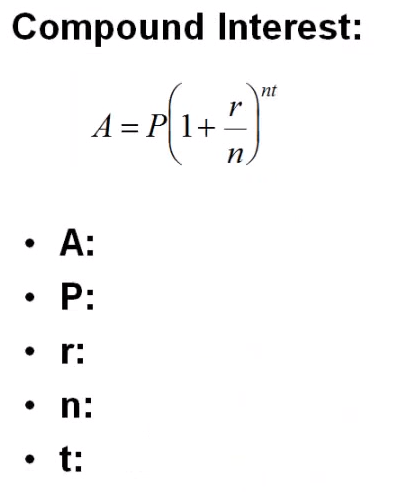 Compound Interest:
A = P(1 + r/n)^nt
• A:
• P:
• r:
• n:
• t: